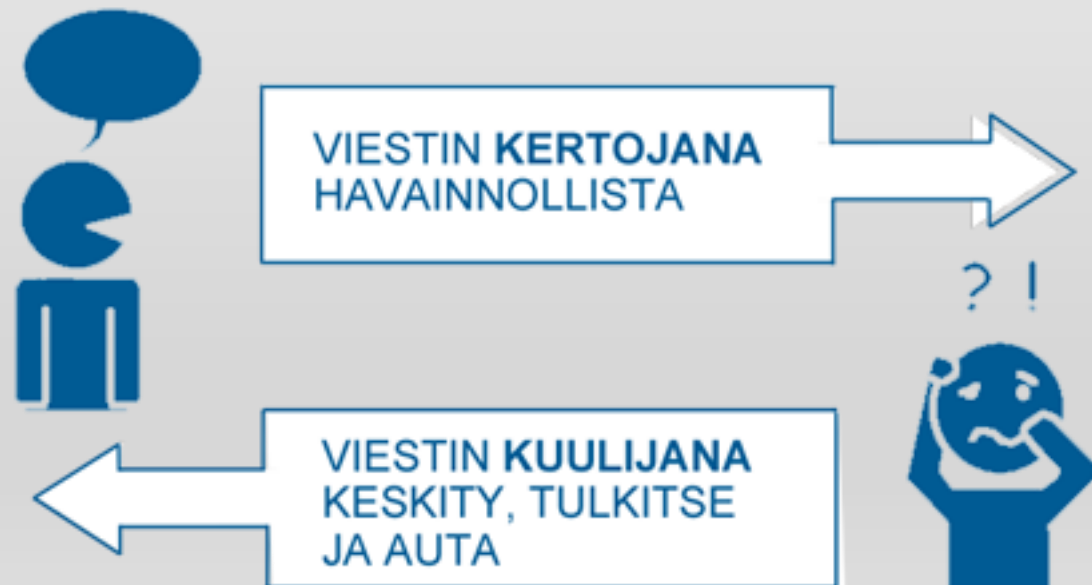 VIESTIN KERTOJANA
HAVAINNOLLISTA
? !
VIESTIN KUULIJANA
KESKITY, TULKITSE
JA AUTA